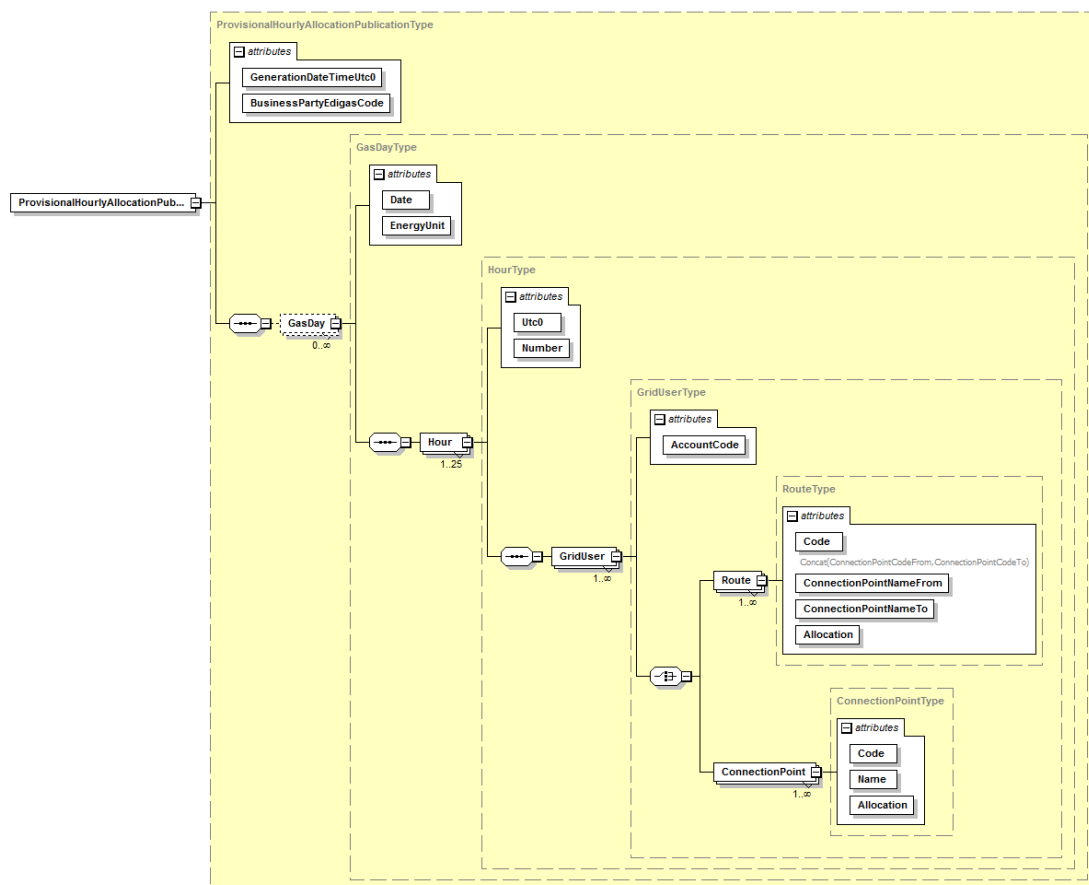 ProvisionalHourlyAllocationPublicationType
attributes
GenerationDateTimeUtc0
BusinessPartyEdigasCode
GasDayType
attributes
Date
EnergyUnit
ProvisionalHourlyAllocationPub...
HourType
attributes
Utc0
Number
GasDay
0..∞
GridUserType
attributes
AccountCode
Hour
1..25
RouteType
attributes
Code
Concat(ConnectionPointCodeFrom,ConnectionPointCodeTo)
ConnectionPointNameFrom
ConnectionPointNameTo
Allocation
GridUser
1..∞
Route
1..∞
ConnectionPointType
attributes
Code
Name
Allocation
ConnectionPoint
1..∞